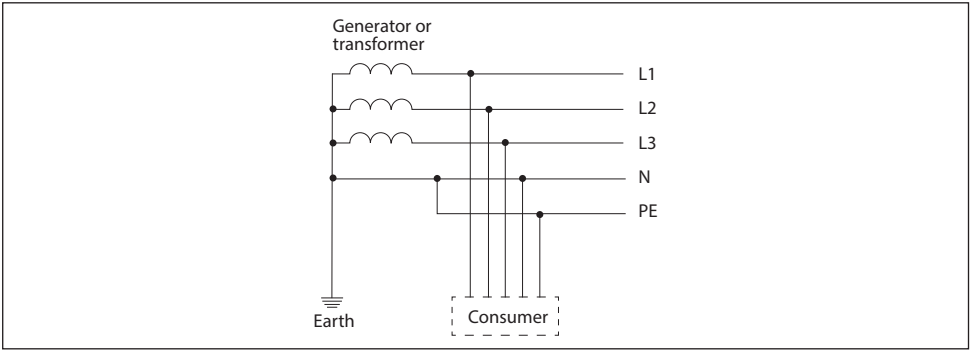 Generator or
transformer
L1
L2
L3
N
PE
Earth
Consumer